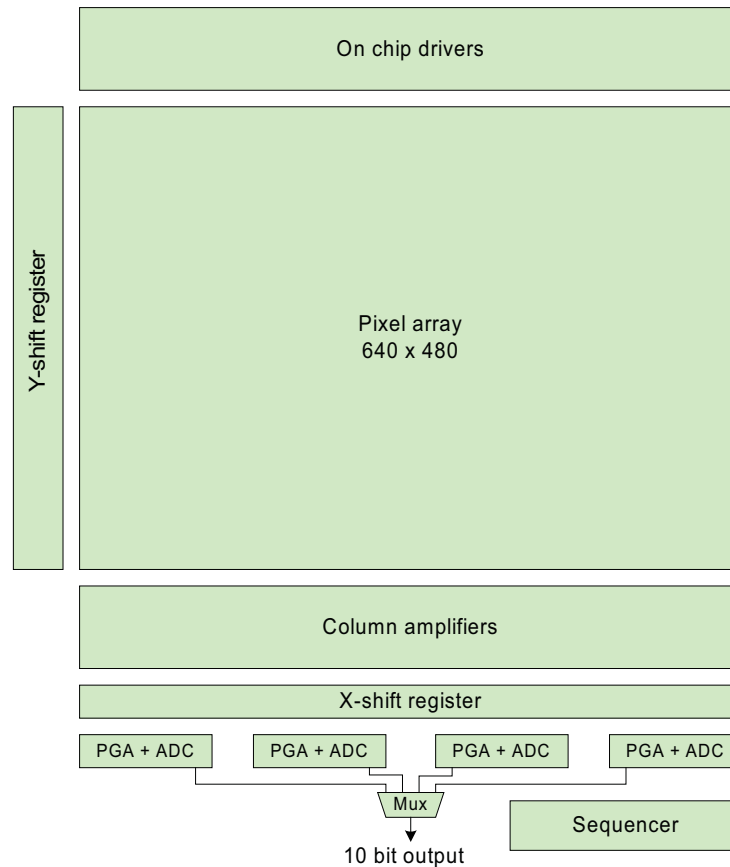 On chip drivers
Y-shift register
Pixel array
640 x 480
Column amplifiers
X-shift register
PGA + ADC
PGA + ADC
PGA + ADC
PGA + ADC
Mux
Sequencer
10 bit output